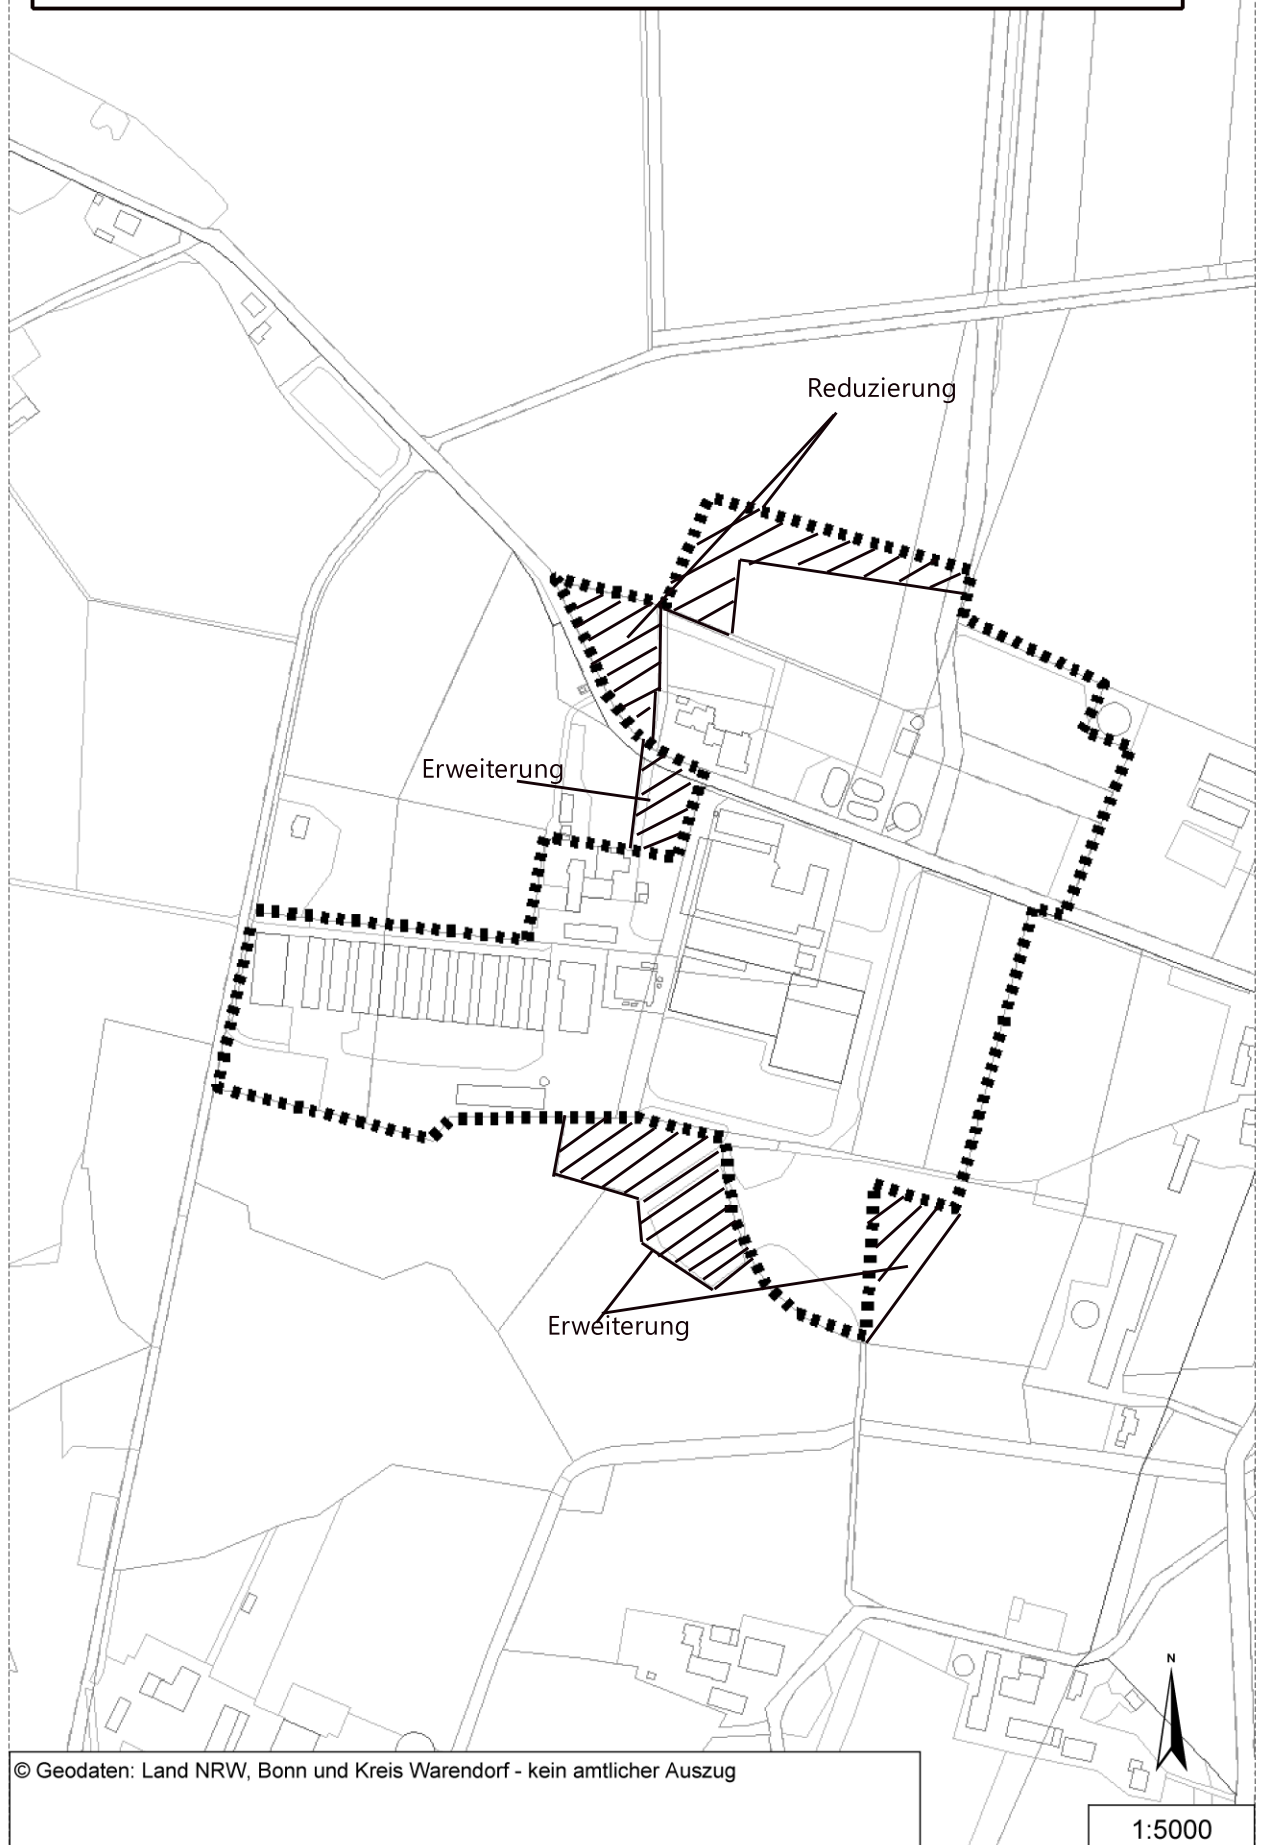 Reduzierung
Erweiterung
Erweiterung
N
© Geodaten: Land NRW, Bonn und Kreis Warendorf - kein amtlicher Auszug
1:5000